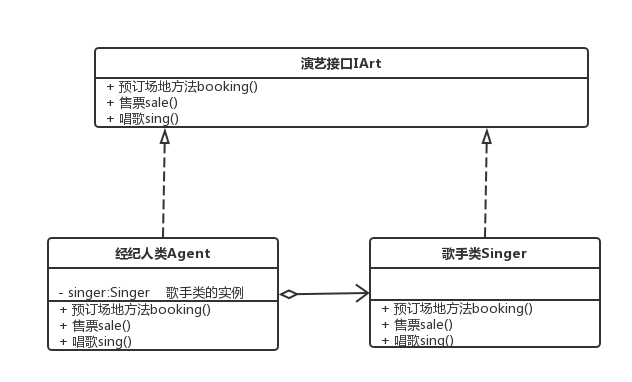 演艺接口IArt
+ 预订场地方法booking()
+ 售票sale()
+ 唱歌sing()
经纪人类Agent
- singer:Singer 歌手类的实例
+ 预订场地方法booking()
+ 售票sale()
+ 唱歌sing()
歌手类Singer
+ 预订场地方法booking()
+ 售票sale()
+ 唱歌sing()